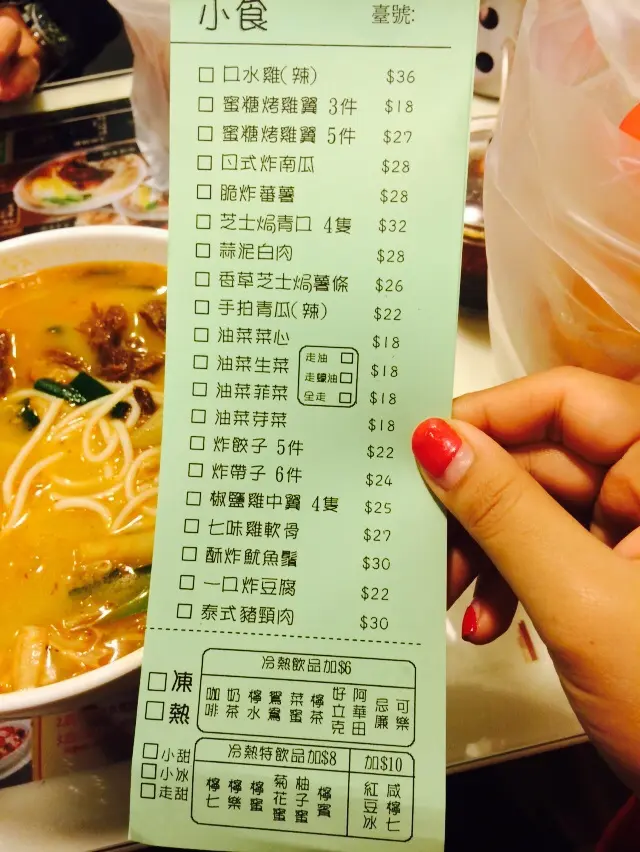 小食 臺號:
□ 口水雞(辣) $36
□ 蜜糖烤雞翼 3件 $18
□ 蜜糖烤雞翼 5件 $27
□ 日式炸南瓜 $28
□ 脆炸蕃薯 $28
□ 芝士焗青口 4隻 $32
□ 蒜泥白肉 $28
□ 香草芝士焗薯條 $26
□ 手拍青瓜(辣) $22
□ 油菜菜心 $18
□ 油菜生菜 $18
□ 油菜菲菜 $18
走油 □
走蠔油 □
全走 □
□ 油菜芽菜 $18
□ 炸餃子 5件 $22
□ 炸帶子 6件 $24
□ 椒鹽雞中翼 4隻 $25
□ 七味雞軟骨 $27
□ 酥炸魷魚鬚 $30
□ 一口炸豆腐 $22
□ 泰式豬頸肉 $30
□ 凍
□ 熱
冷熱飲品加$6
咖啡 奶茶 檸水 鴛鴦 菜蜜 檸茶 好立克 阿華田 忌廉 可樂
□ 小甜
□ 小冰
□ 走甜
冷熱特飲品加$8
檸七 檸樂 檸蜜 菊花蜜 柚子蜜 檸賓
加$10
紅豆冰 咸檸七